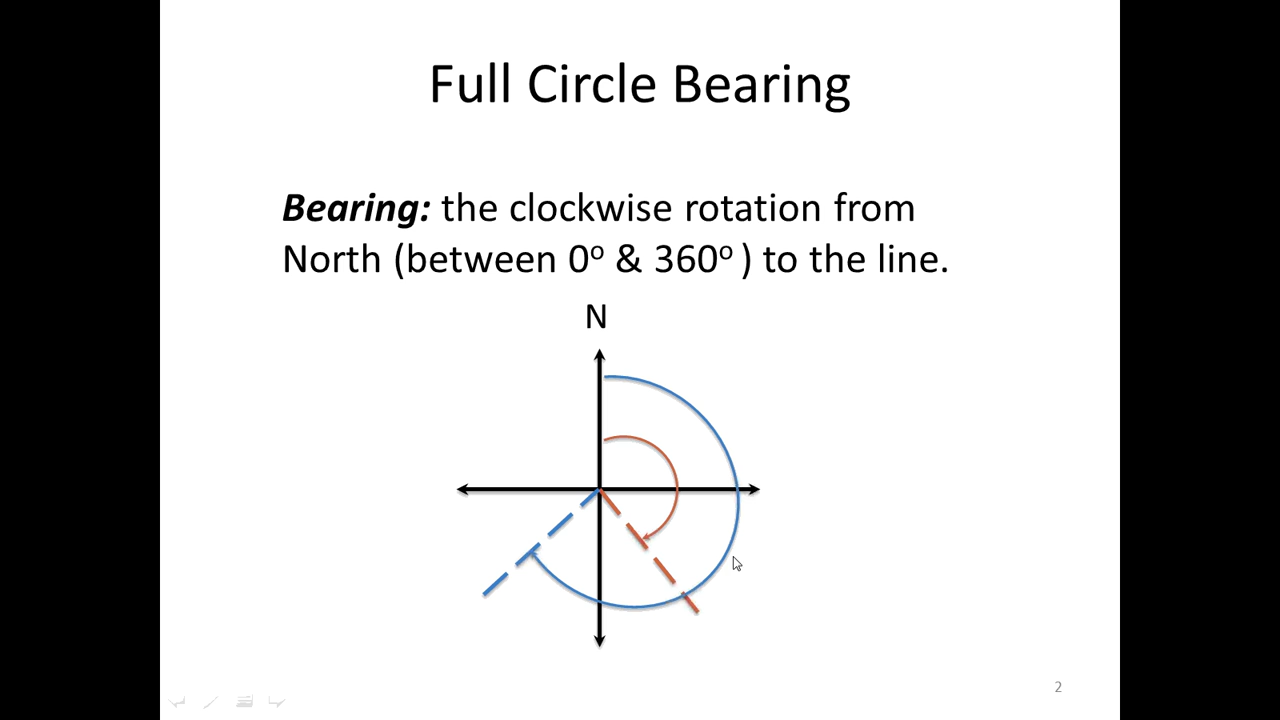 Full Circle Bearing
Bearing: the clockwise rotation from
North (between 0º & 360º ) to the line.
N
2